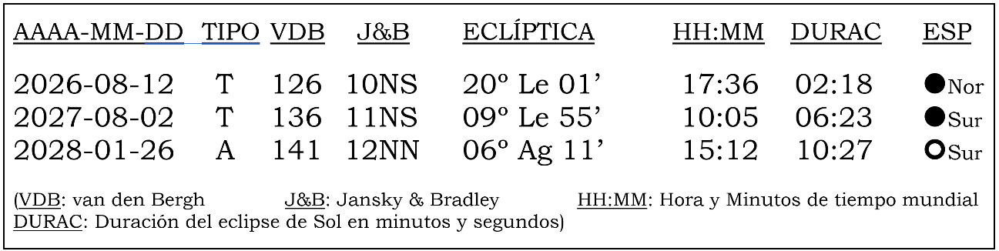 AAAA-MM-DD TIPO VDB J&B ECLÍPTICA HH:MM DURAC ESP
2026-08-12 T 126 10NS 20º Le 01’ 17:36 02:18 Nor
2027-08-02 T 136 11NS 09º Le 55’ 10:05 06:23 Sur
2028-01-26 A 141 12NN 06º Ag 11’ 15:12 10:27 Sur
(VDB: van den Bergh J&B: Jansky & Bradley HH:MM: Hora y Minutos de tiempo mundial
DURAC: Duración del eclipse de Sol en minutos y segundos)